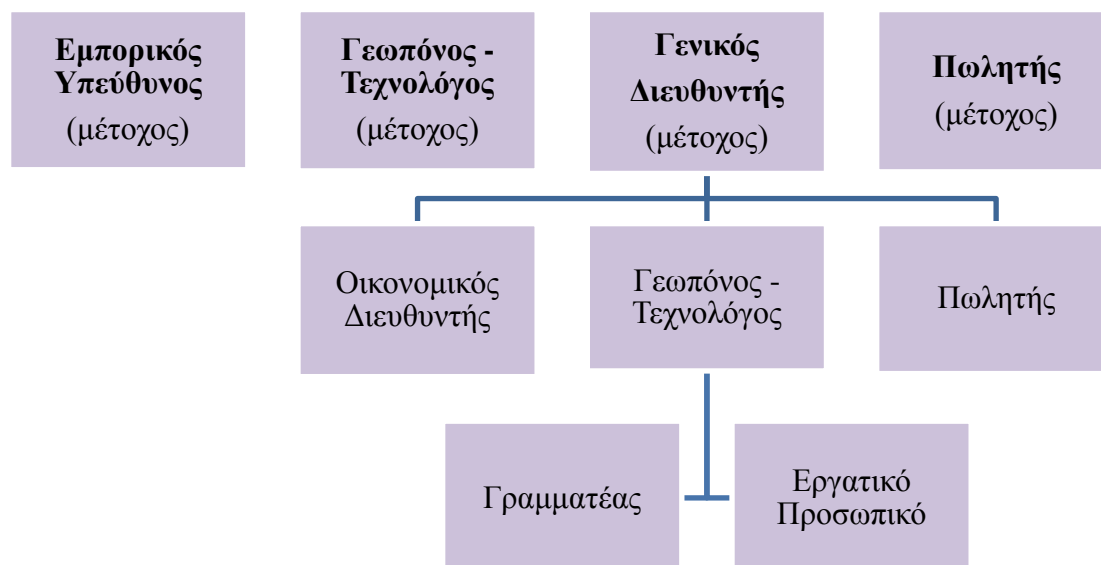 Εμπορικός
Υπεύθυνος
(μέτοχος)
Γεωπόνος -
Τεχνολόγος
(μέτοχος)
Γενικός
Διευθυντής
(μέτοχος)
Πωλητής
(μέτοχος)
Οικονομικός
Διευθυντής
Γεωπόνος -
Τεχνολόγος
Πωλητής
Γραμματέας
Εργατικό
Προσωπικό